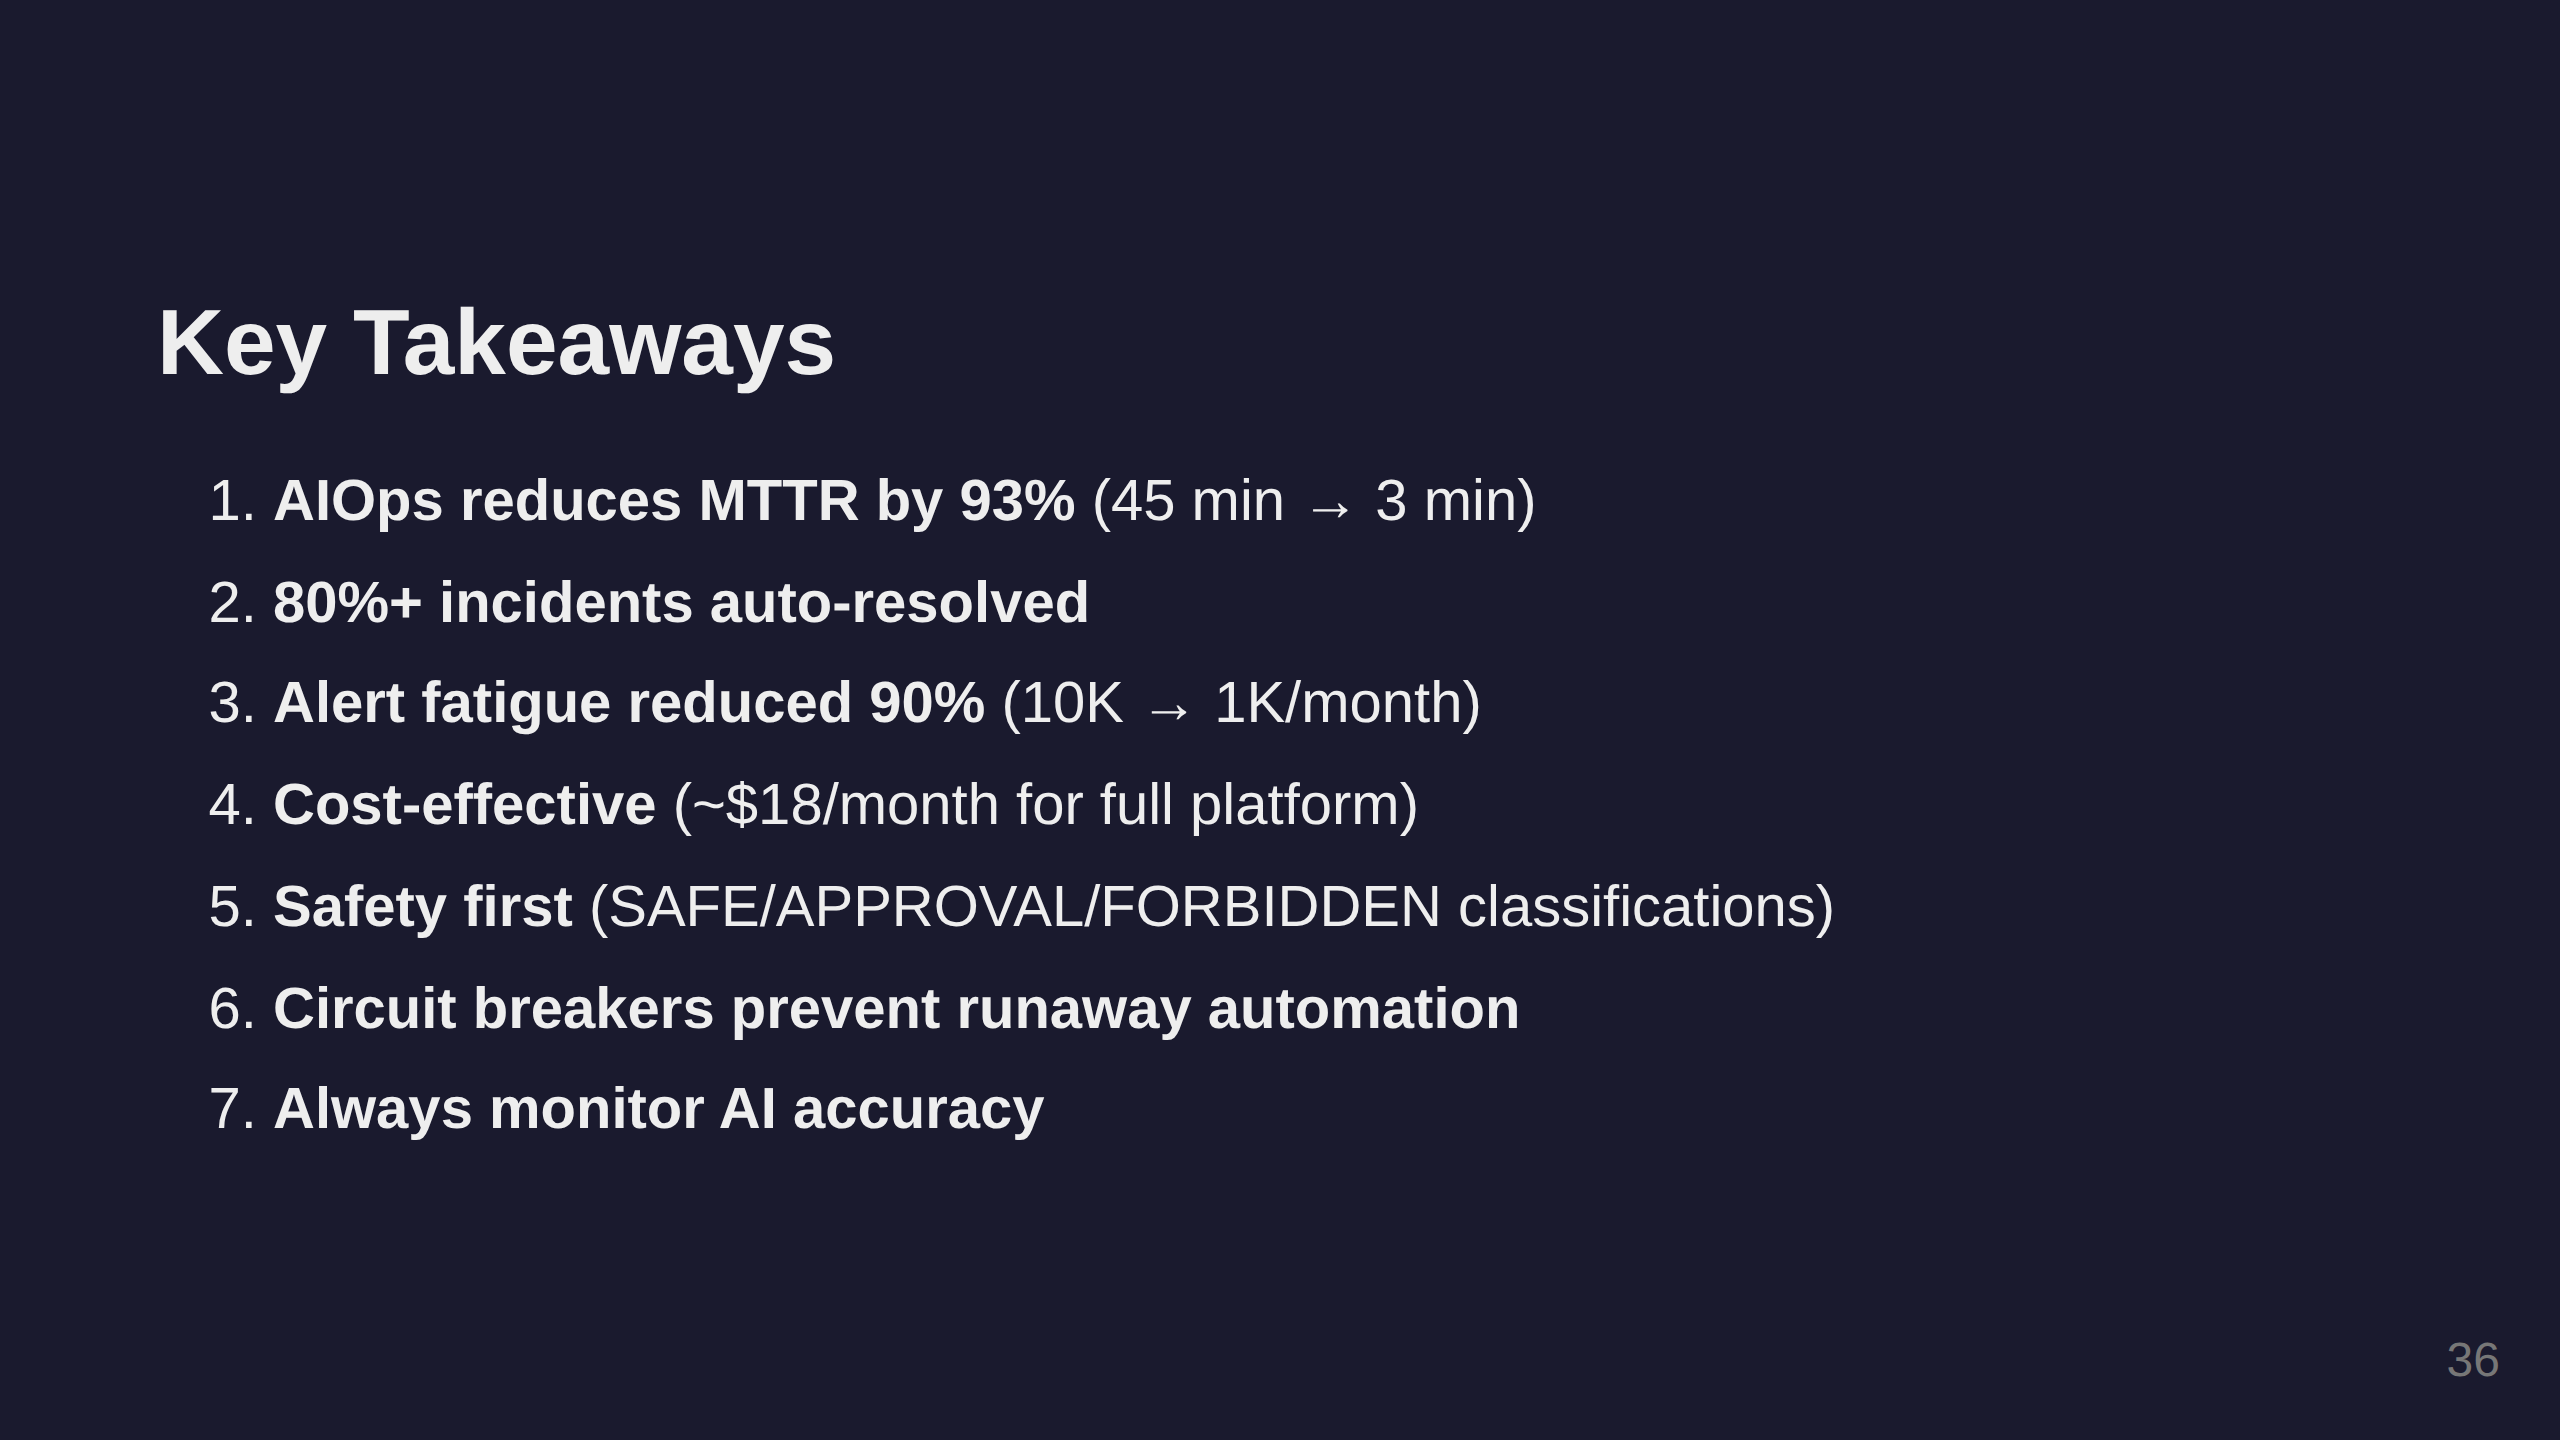 Key Takeaways
1. AIOps reduces MTTR by 93% (45 min → 3 min)
2. 80%+ incidents auto-resolved
3. Alert fatigue reduced 90% (10K → 1K/month)
4. Cost-effective (~$18/month for full platform)
5. Safety first (SAFE/APPROVAL/FORBIDDEN classifications)
6. Circuit breakers prevent runaway automation
7. Always monitor AI accuracy
36